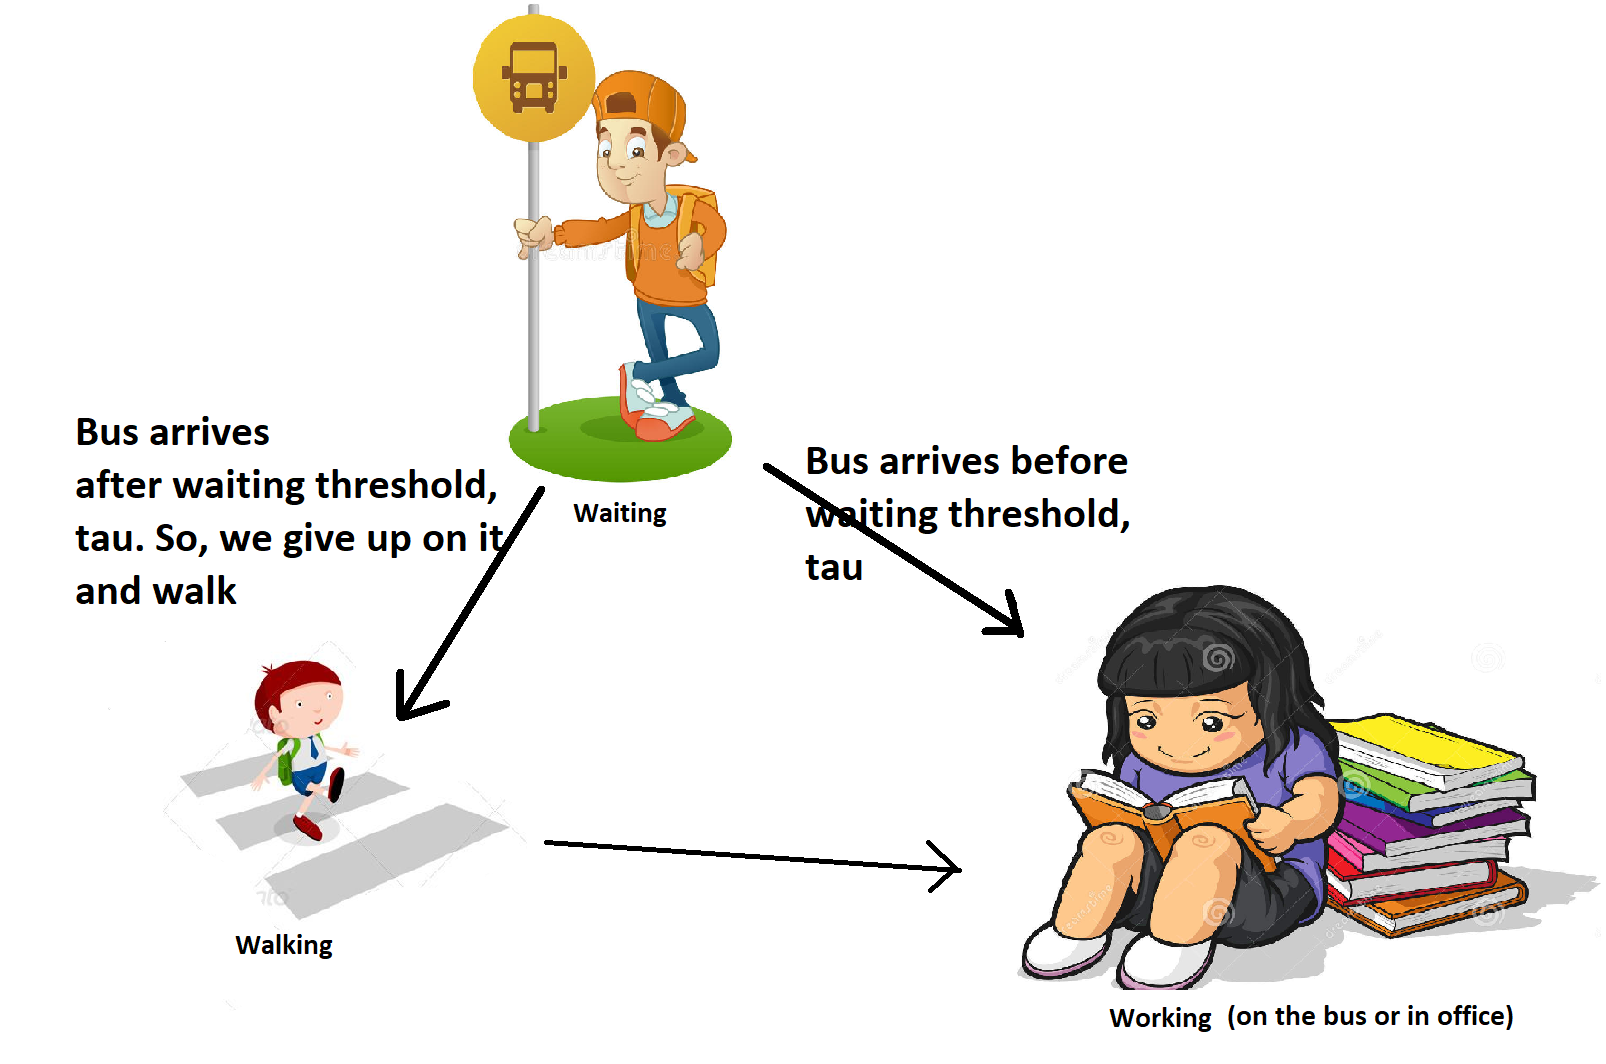 Bus arrives
after waiting threshold,
tau. So, we give up on it
and walk
Waiting
Bus arrives before
waiting threshold,
tau
Walking
Working (on the bus or in office)